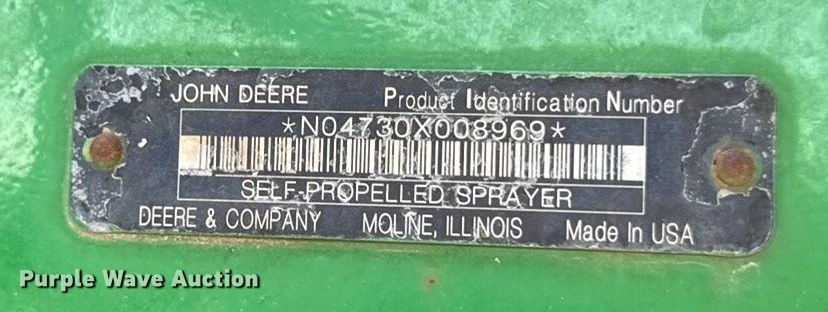 JOHN DEERE Product Identification Number
*N04730X008969*
SELF-PROPELLED SPRAYER
DEERE & COMPANY MOLINE, ILLINOIS Made In USA
Purple Wave Auction